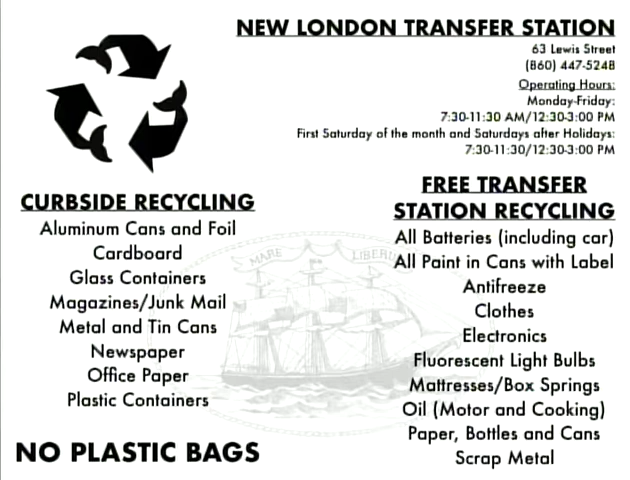 NEW LONDON TRANSFER STATION
63 Lewis Street
(860) 447-5248
Operating Hours:
Monday-Friday:
7:30-11:30 AM/12:30-3:00 PM
First Saturday of the month and Saturdays after Holidays:
7:30-11:30/12:30-3:00 PM
CURBSIDE RECYCLING
Aluminum Cans and Foil
Cardboard
Glass Containers
Magazines/Junk Mail
Metal and Tin Cans
Newspaper
Office Paper
Plastic Containers
NO PLASTIC BAGS
FREE TRANSFER
STATION RECYCLING
All Batteries (including car)
All Paint in Cans with Label
Antifreeze
Clothes
Electronics
Fluorescent Light Bulbs
Mattresses/Box Springs
Oil (Motor and Cooking)
Paper, Bottles and Cans
Scrap Metal
MARE